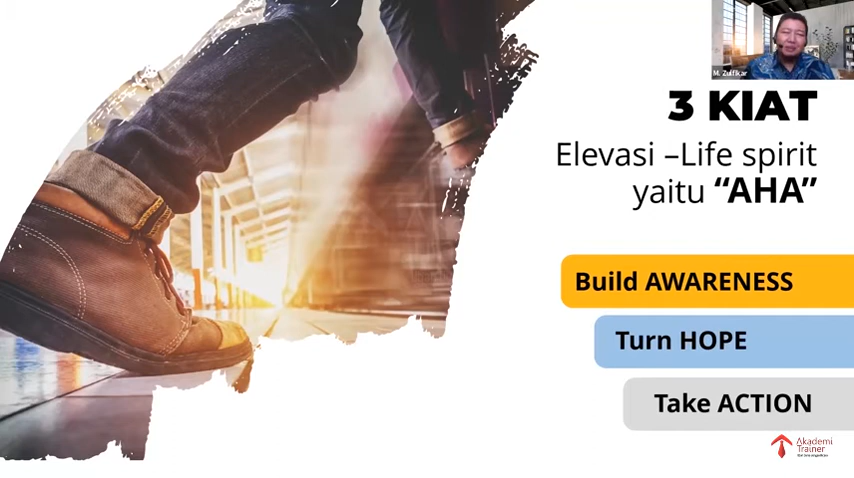 M. Zulfikar
3 KIAT
Elevasi –Life spirit
yaitu “AHA”
Build AWARENESS
Turn HOPE
Take ACTION
Akademi
Trainer